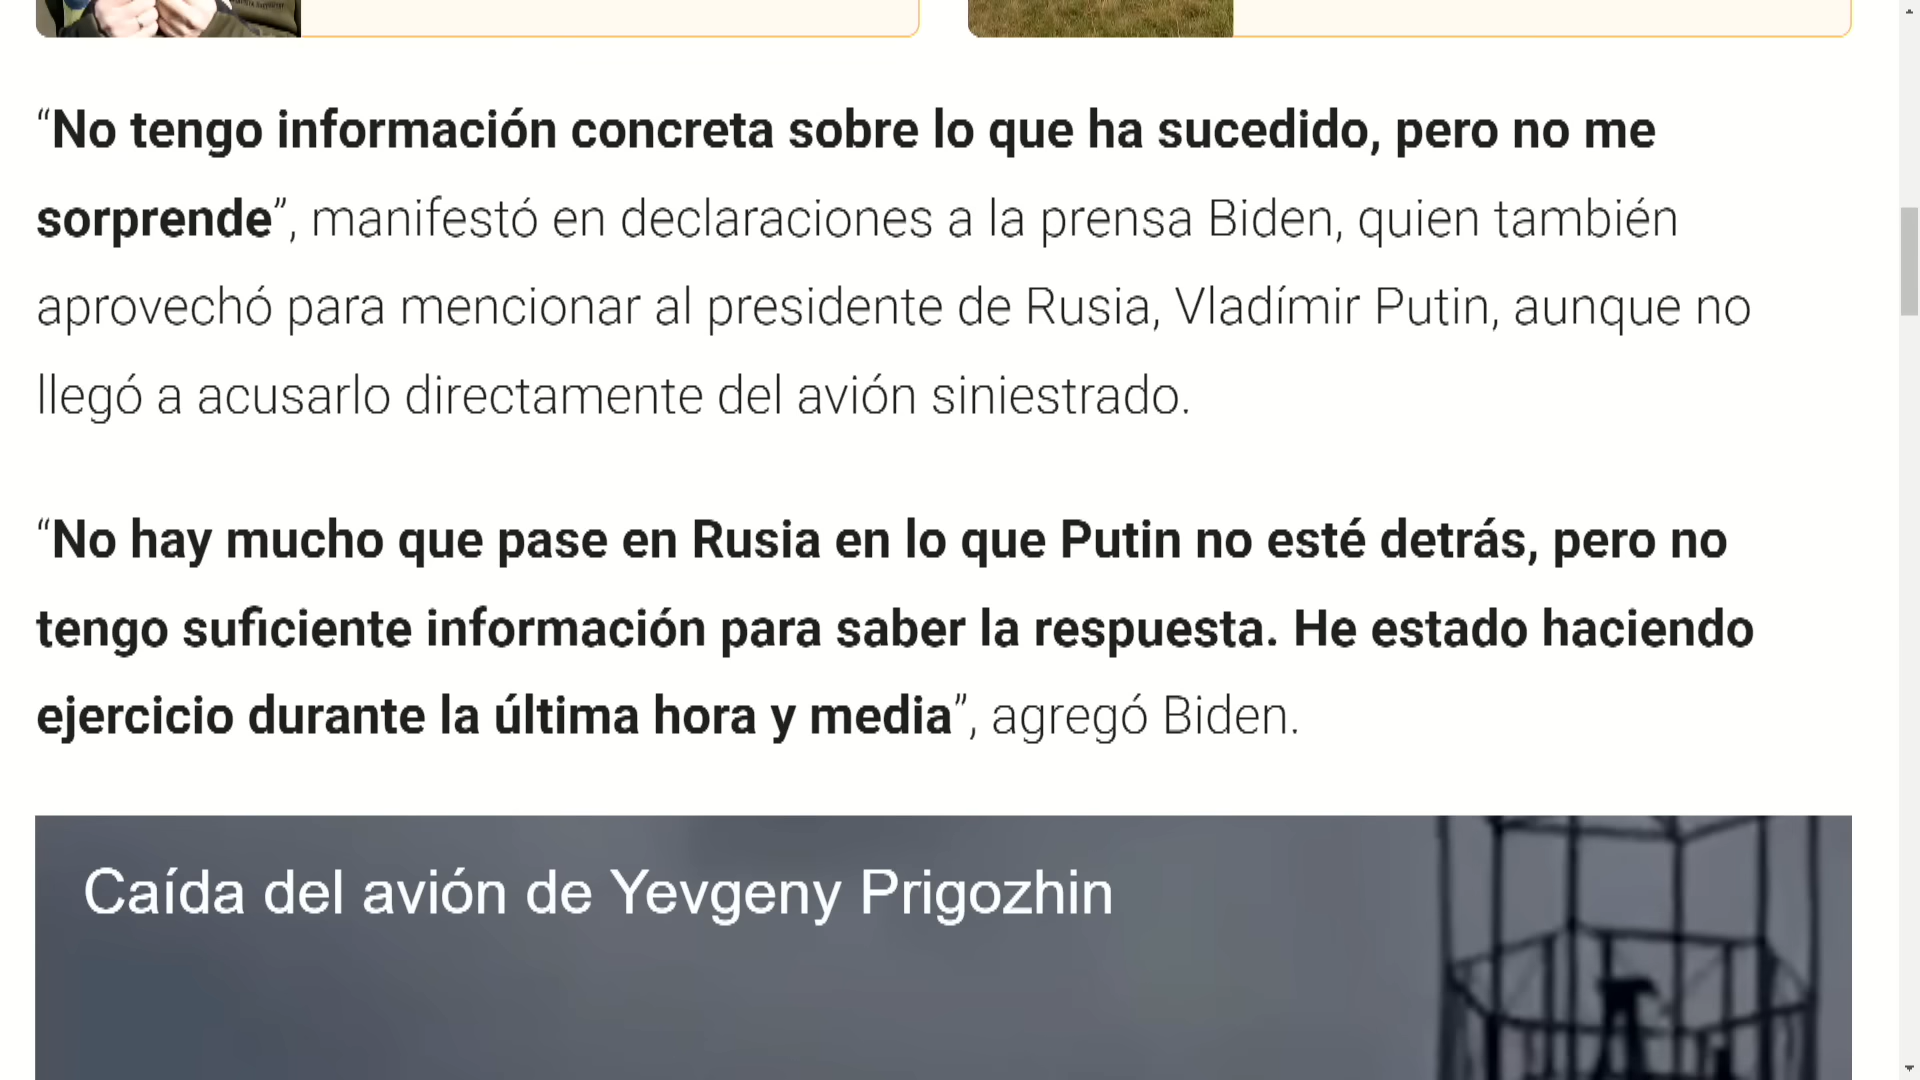 “No tengo información concreta sobre lo que ha sucedido, pero no me
sorprende”, manifestó en declaraciones a la prensa Biden, quien también
aprovechó para mencionar al presidente de Rusia, Vladímir Putin, aunque no
llegó a acusarlo directamente del avión siniestrado.
“No hay mucho que pase en Rusia en lo que Putin no esté detrás, pero no
tengo suficiente información para saber la respuesta. He estado haciendo
ejercicio durante la última hora y media”, agregó Biden.
Caída del avión de Yevgeny Prigozhin